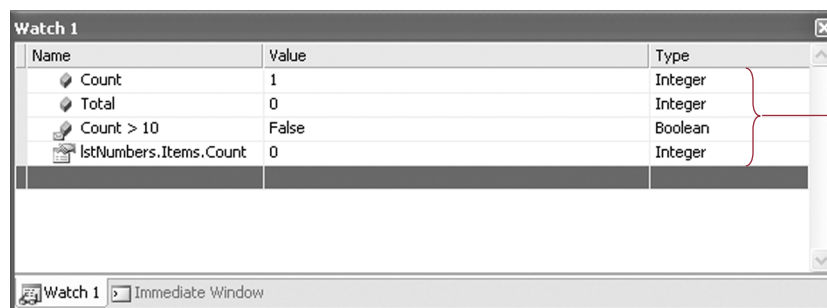 Watch 1
Name Value Type
Count 1 Integer
Total 0 Integer
Count > 10 False Boolean
lstNumbers.Items.Count 0 Integer
Watch 1 Immediate Window